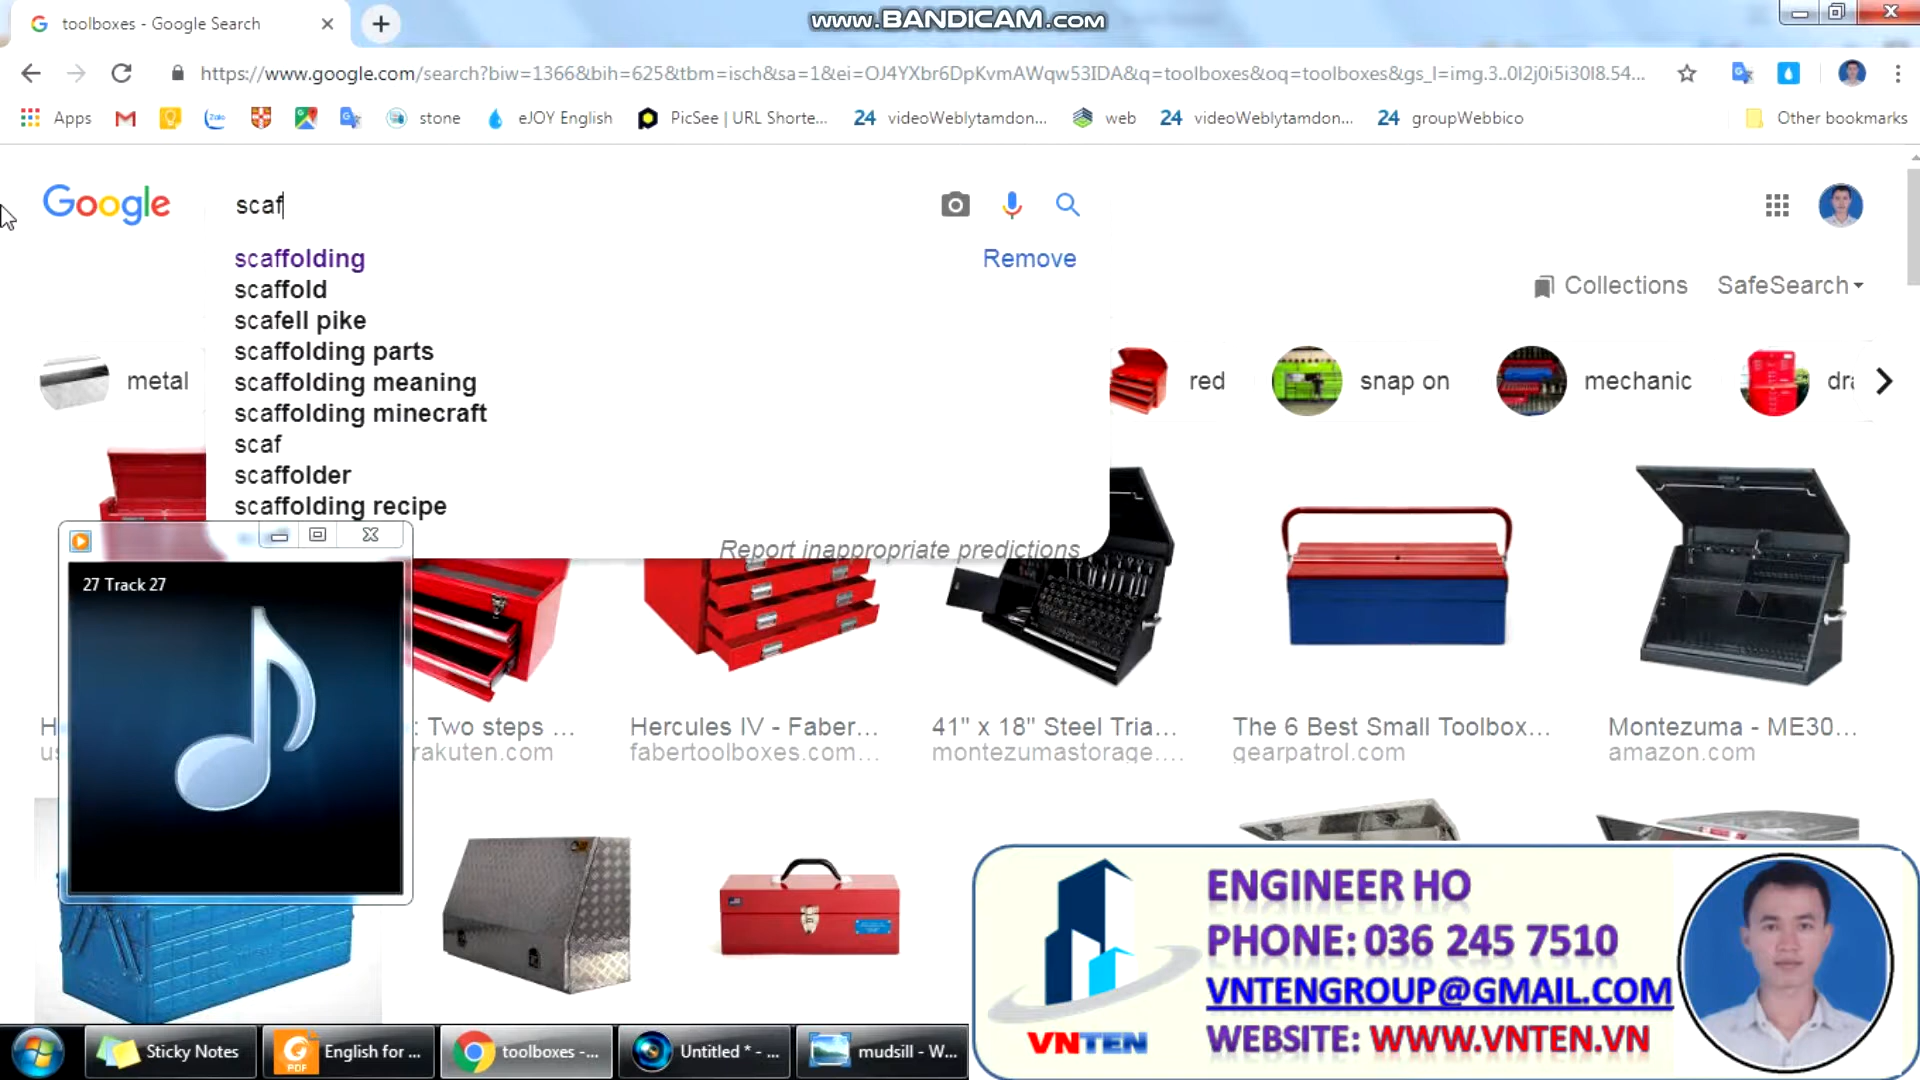 toolboxes - Google Search
www.BANDICAM.com
https://www.google.com/search?biw=1366&bih=625&tbm=isch&sa=1&ei=OJ4YXbr6DpKvmAWqw53IDA&q=toolboxes&oq=toolboxes&gs_l=img.3..0l2j0i5i30l8.54...
Apps
Zalo
stone
eJOY English
PicSee | URL Shorte...
24 videoWeblytamdon...
web
24 videoWeblytamdon...
24 groupWebbico
Other bookmarks
Google
scaf
scaffolding
Remove
scaffold
scafell pike
scaffolding parts
scaffolding meaning
scaffolding minecraft
scaf
scaffolder
scaffolding recipe
Report inappropriate predictions
Collections
SafeSearch
metal
red
snap on
mechanic
dra
27 Track 27
: Two steps ...
rakuten.com
Hercules IV - Faber...
fabertoolboxes.com...
41" x 18" Steel Tria...
montezumastorage....
The 6 Best Small Toolbox...
gearpatrol.com
Montezuma - ME30...
amazon.com
ENGINEER HO
PHONE: 036 245 7510
VNTENGROUP@GMAIL.COM
WEBSITE: WWW.VNTEN.VN
VNTEN
Sticky Notes
PDF
English for ...
toolboxes -...
Untitled * - ...
mudsill - W...